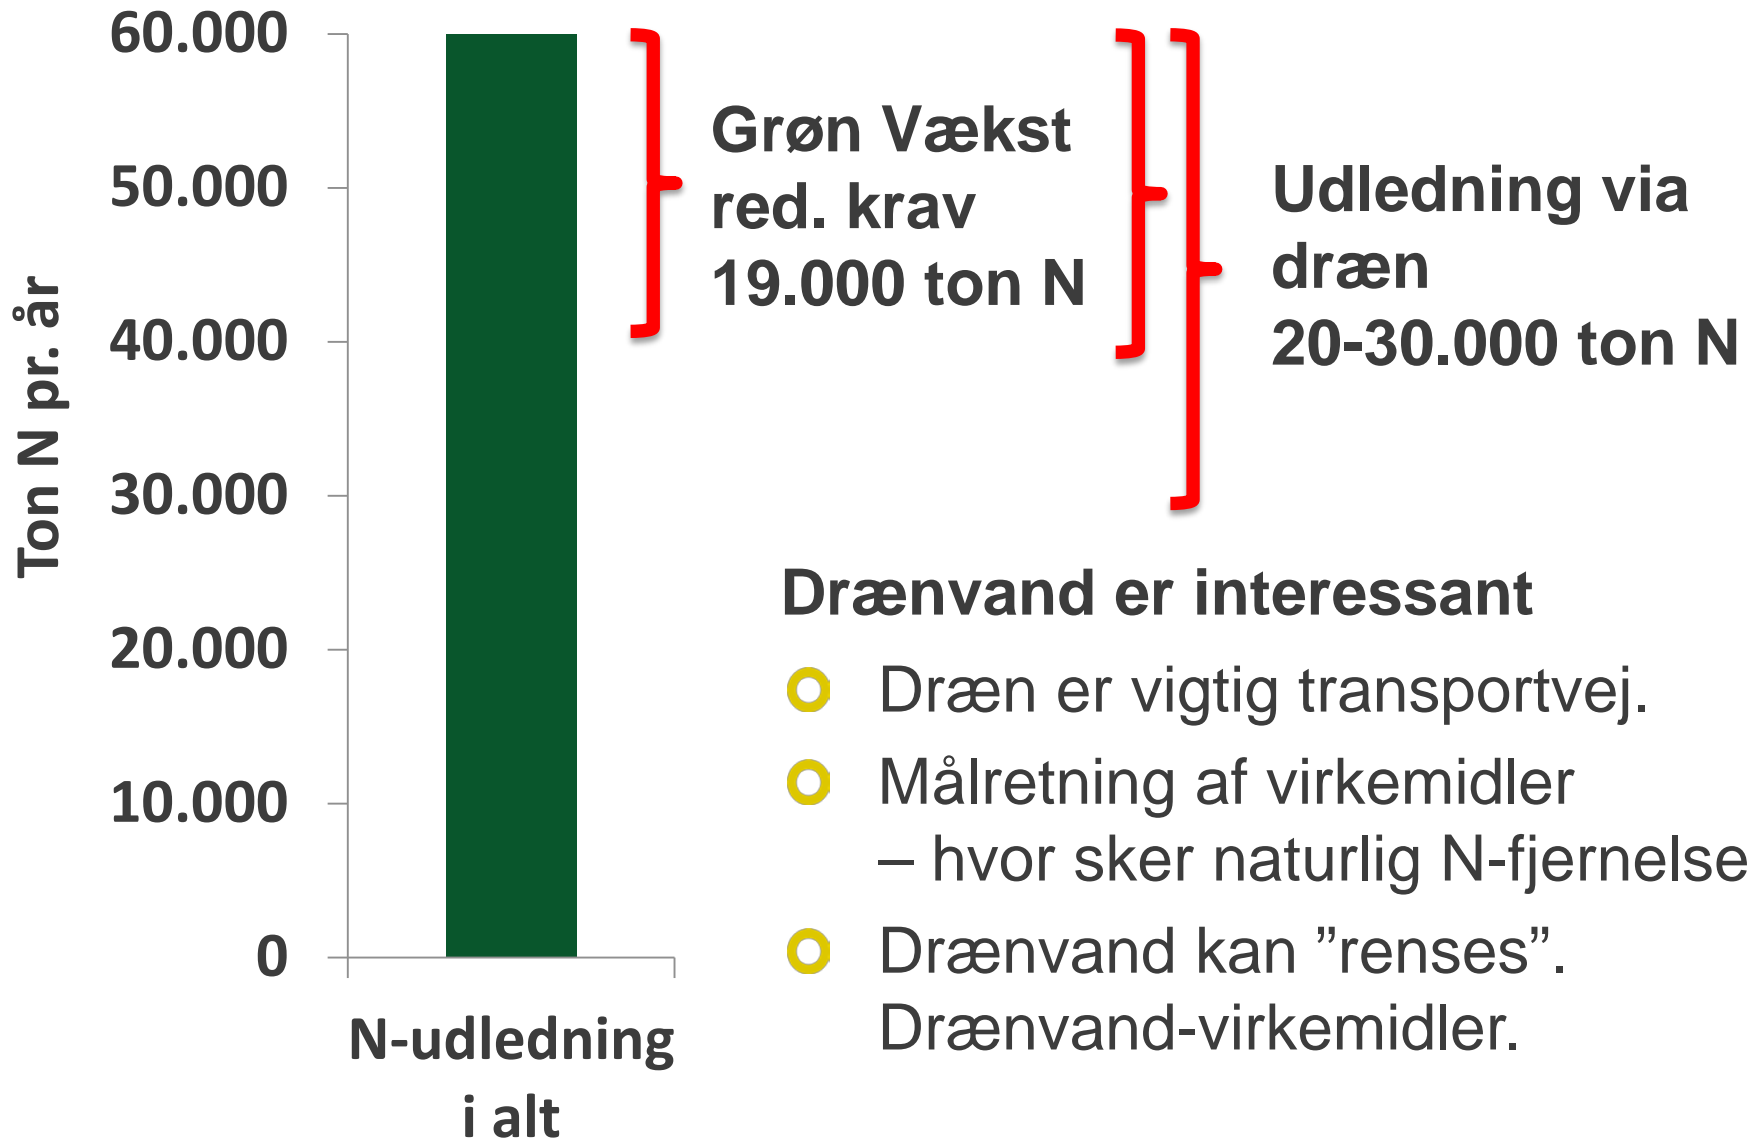 Ton N pr. år
60.000
50.000
40.000
30.000
20.000
10.000
0
N-udledning
i alt
Grøn Vækst
red. krav
19.000 ton N
Udledning via
dræn
20-30.000 ton N
Drænvand er interessant
Dræn er vigtig transportvej.
Målretning af virkemidler
– hvor sker naturlig N-fjernelse
Drænvand kan ”renses”.
Drænvand-virkemidler.